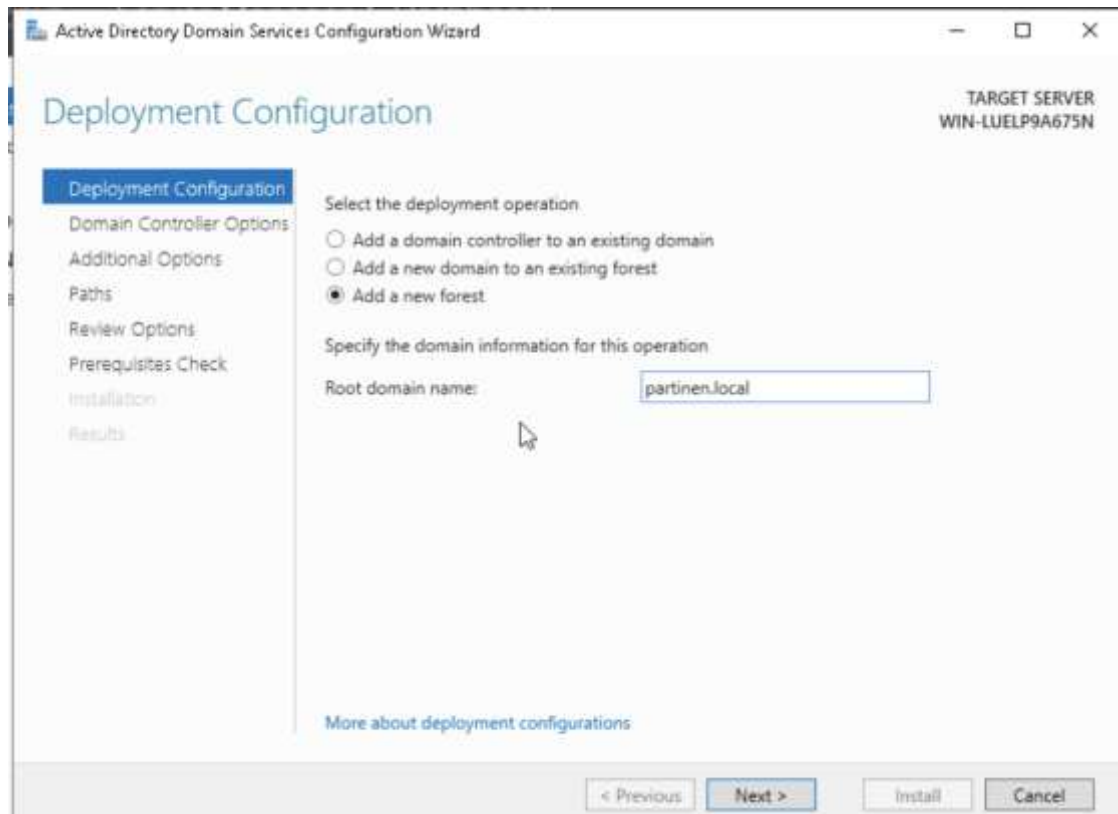 Active Directory Domain Services Configuration Wizard
Deployment Configuration
TARGET SERVER
WIN-LUELP9A675N
Deployment Configuration
Domain Controller Options
Additional Options
Paths
Review Options
Prerequisites Check
Installation
Results
Select the deployment operation
Add a domain controller to an existing domain
Add a new domain to an existing forest
Add a new forest
Specify the domain information for this operation
Root domain name: partinen.local
More about deployment configurations
< Previous Next > Install Cancel